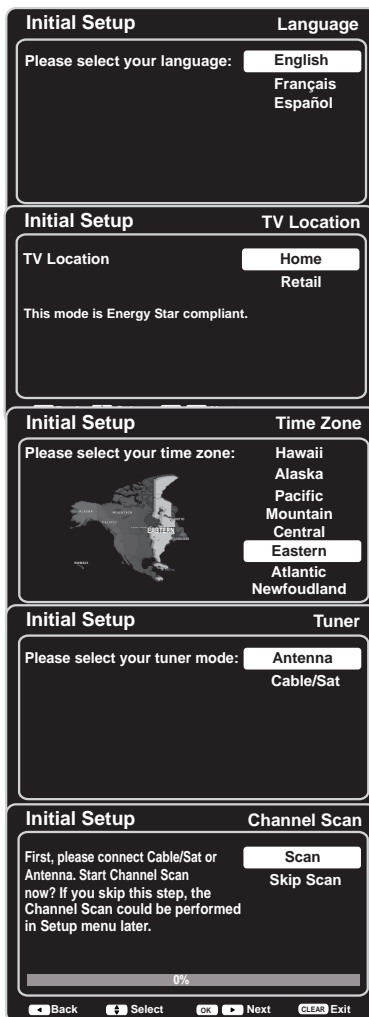 Initial Setup Language
Please select your language: English
Français
Español
Initial Setup TV Location
TV Location Home
Retail
This mode is Energy Star compliant.
Initial Setup Time Zone
Please select your time zone: Hawaii
Alaska
Pacific
Mountain
Central
Eastern
Atlantic
Newfoudland
EASTERN
Initial Setup Tuner
Please select your tuner mode: Antenna
Cable/Sat
Initial Setup Channel Scan
First, please connect Cable/Sat or Scan
Antenna. Start Channel Scan Skip Scan
now? If you skip this step, the
Channel Scan could be performed
in Setup menu later.
0%
Back Select OK Next CLEAR Exit